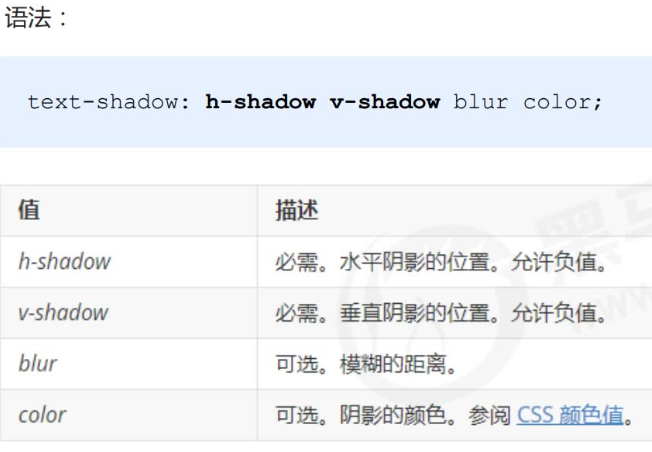 语法：
text-shadow: h-shadow v-shadow blur color;
值 描述
h-shadow 必需。水平阴影的位置。允许负值。
v-shadow 必需。垂直阴影的位置。允许负值。
blur 可选。模糊的距离。
color 可选。阴影的颜色。参阅 CSS 颜色值。